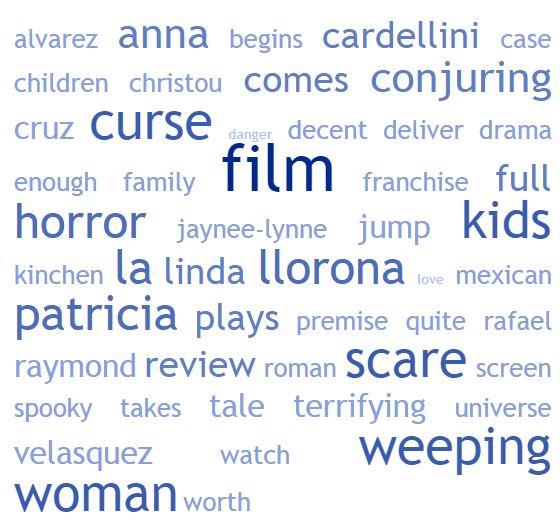 alvarez anna begins cardellini case
children christou comes conjuring
cruz curse danger decent deliver drama
enough family film franchise full
horror jaynee-lynne jump kids
kinchen la linda llorona love mexican
patricia plays premise quite rafael
raymond review roman scare screen
spooky takes tale terrifying universe
velasquez watch weeping
woman worth